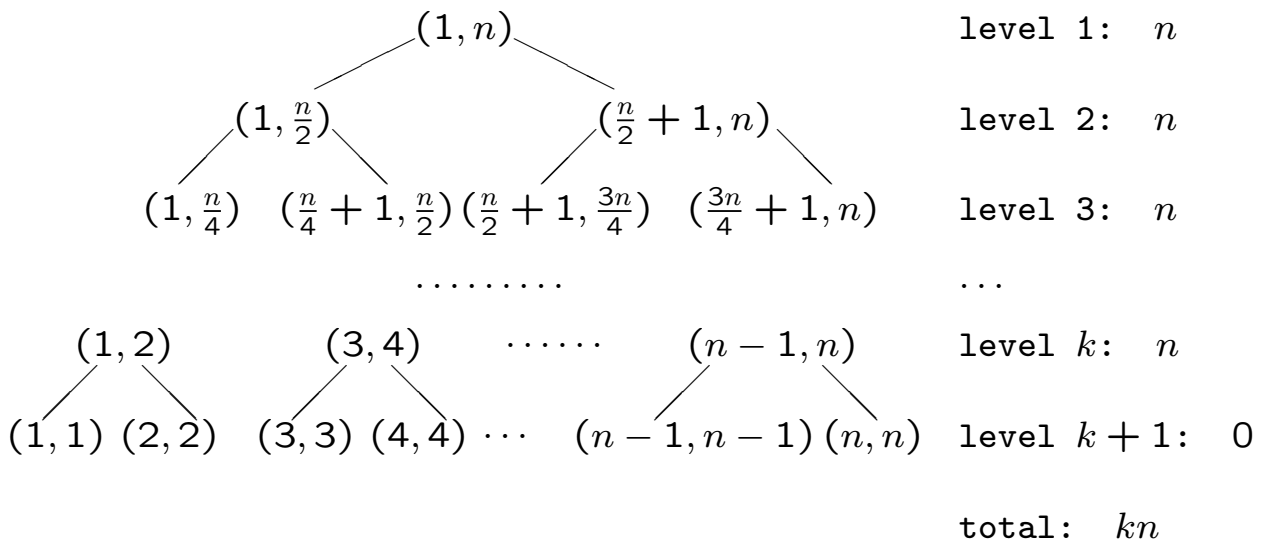 (1, n) level 1: n
(1, n/2) (n/2 + 1, n) level 2: n
(1, n/4) (n/4 + 1, n/2) (n/2 + 1, 3n/4) (3n/4 + 1, n) level 3: n
········· ···
(1, 2) (3, 4) ······ (n − 1, n) level k: n
(1, 1) (2, 2) (3, 3) (4, 4) ··· (n − 1, n − 1) (n, n) level k + 1: 0
total: kn